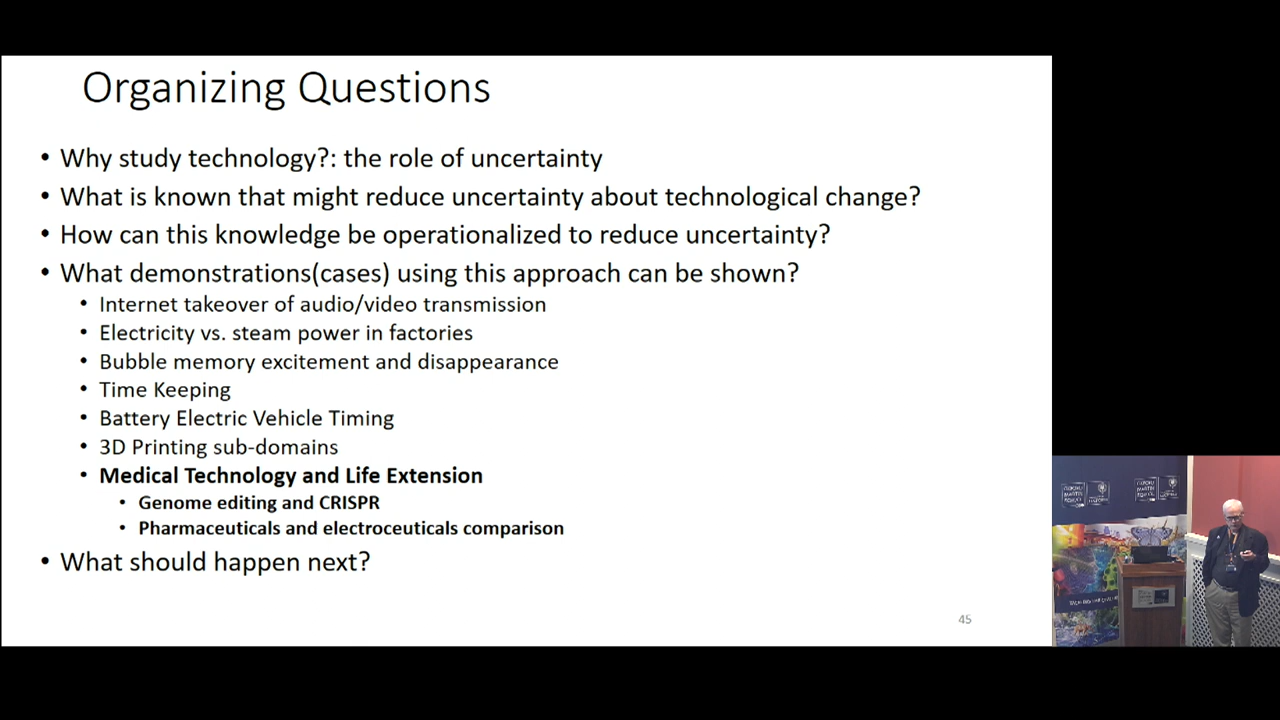 Organizing Questions
• Why study technology?: the role of uncertainty
• What is known that might reduce uncertainty about technological change?
• How can this knowledge be operationalized to reduce uncertainty?
• What demonstrations(cases) using this approach can be shown?
• Internet takeover of audio/video transmission
• Electricity vs. steam power in factories
• Bubble memory excitement and disappearance
• Time Keeping
• Battery Electric Vehicle Timing
• 3D Printing sub-domains
• Medical Technology and Life Extension
• Genome editing and CRISPR
• Pharmaceuticals and electroceuticals comparison
• What should happen next?
45